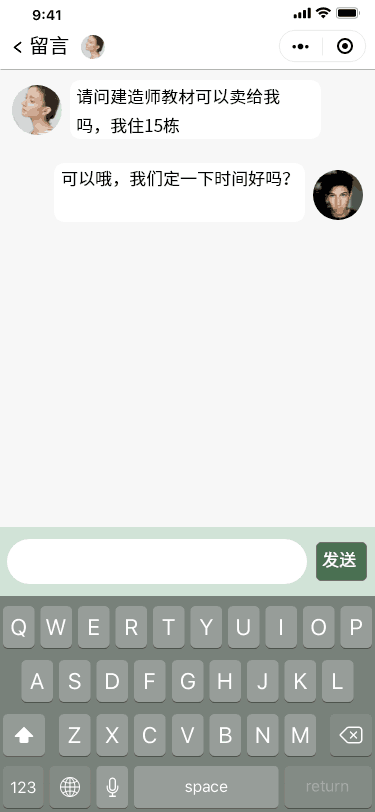 9:41
留言
请问建造师教材可以卖给我
吗，我住15栋
可以哦，我们定一下时间好吗？
发送
Q W E R T Y U I O P
A S D F G H J K L
Z X C V B N M
123 space return